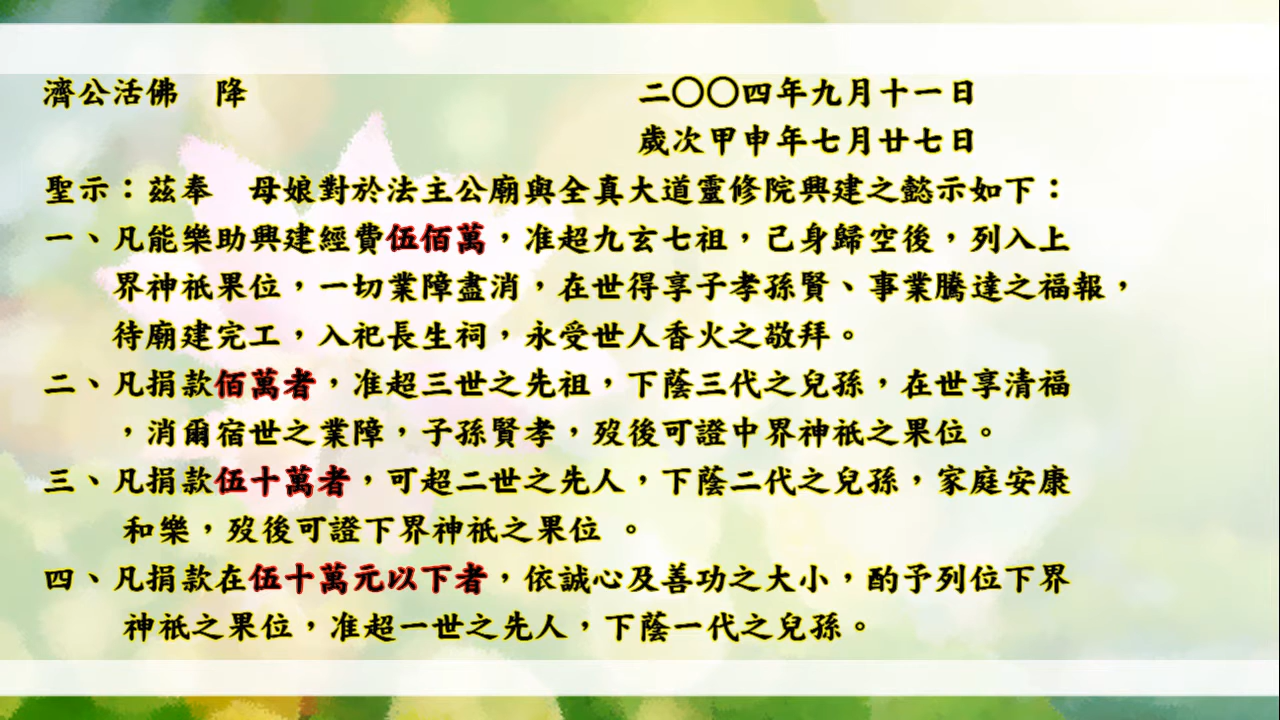 濟公活佛　降　二〇〇四年九月十一日
歲次甲申年七月廿七日
聖示：茲奉　母娘對於法主公廟與全真大道靈修院興建之懿示如下：
一、凡能樂助興建經費伍佰萬，准超九玄七祖，己身歸空後，列入上
界神祇果位，一切業障盡消，在世得享子孝孫賢、事業騰達之福報，
待廟建完工，入祀長生祠，永受世人香火之敬拜。
二、凡捐款佰萬者，准超三世之先祖，下蔭三代之兒孫，在世享清福
，消爾宿世之業障，子孫賢孝，歿後可證中界神祇之果位。
三、凡捐款伍十萬者，可超二世之先人，下蔭二代之兒孫，家庭安康
和樂，歿後可證下界神祇之果位 。
四、凡捐款在伍十萬元以下者，依誠心及善功之大小，酌予列位下界
神祇之果位，准超一世之先人，下蔭一代之兒孫。